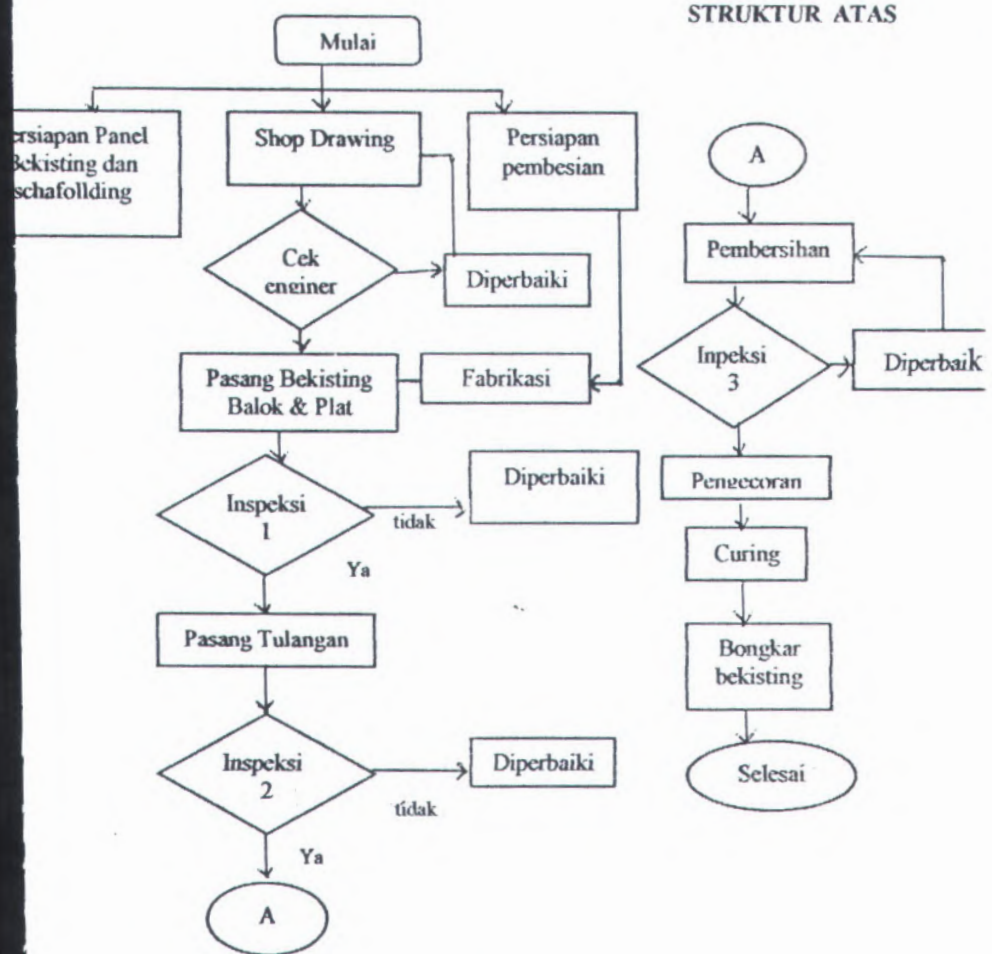 STRUKTUR ATAS
Mulai
ersiapan Panel
Bekisting dan
schafollding
Shop Drawing
Persiapan
pembesian
Cek
enginer
Diperbaiki
Pasang Bekisting
Balok & Plat
Fabrikasi
Inspeksi
1
tidak
Diperbaiki
Ya
Pasang Tulangan
Inspeksi
2
tidak
Diperbaiki
Ya
A
A
Pembersihan
Inpeksi
3
Diperbaik
Pengecoran
Curing
Bongkar
bekisting
Selesai